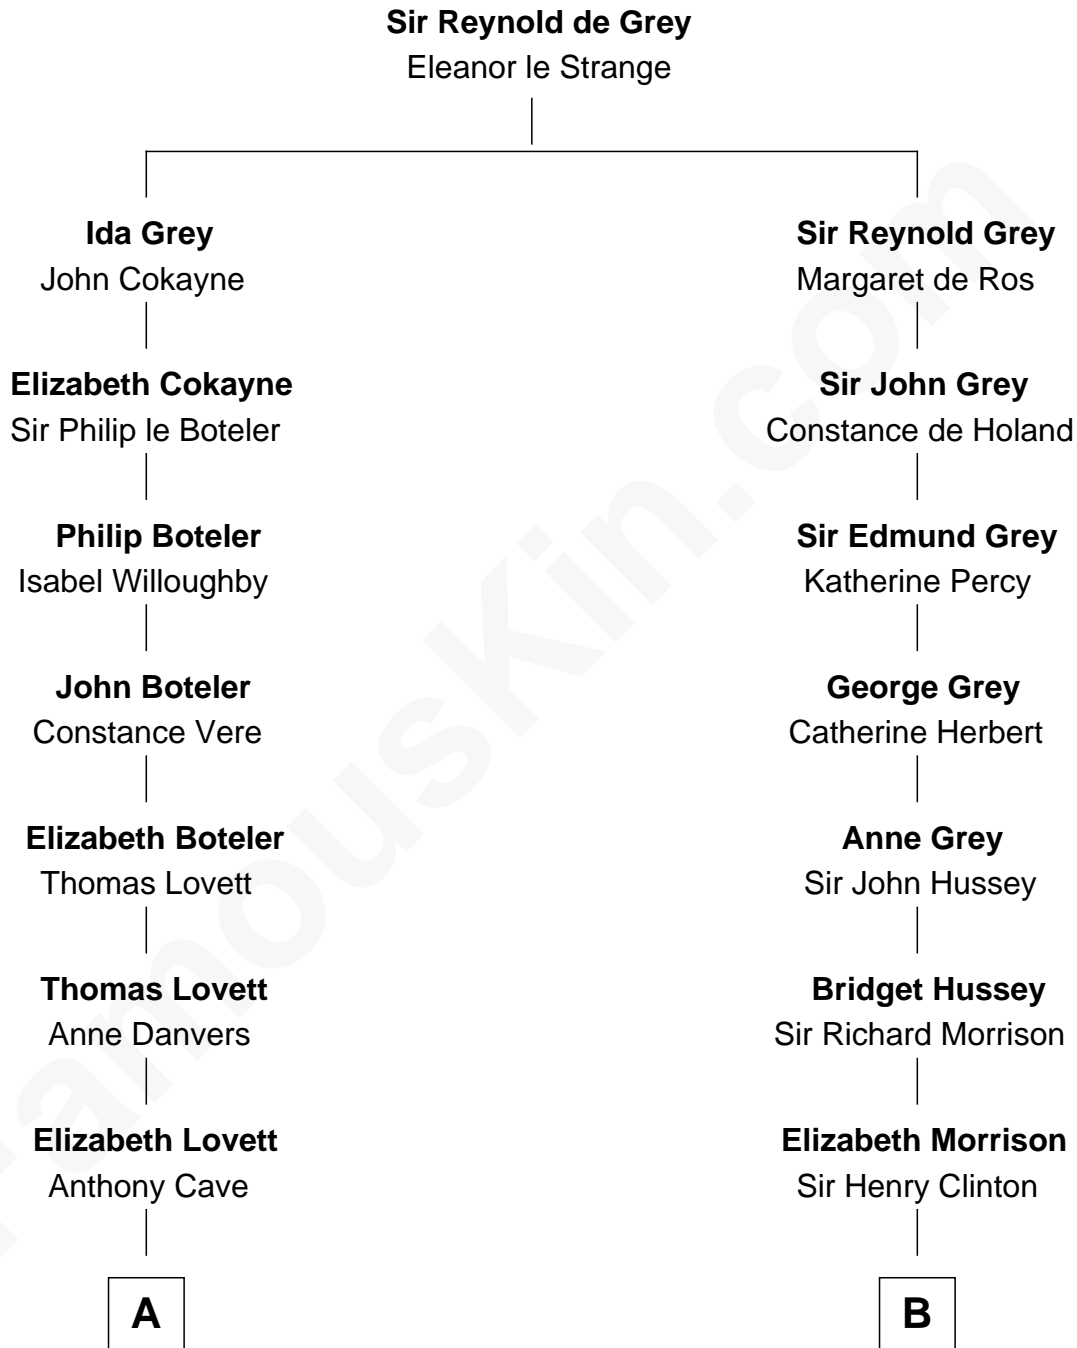 Sir Reynold de Grey
Eleanor le Strange
Ida Grey
John Cokayne
Sir Reynold Grey
Margaret de Ros
Elizabeth Cokayne
Sir Philip le Boteler
Sir John Grey
Constance de Holand
Philip Boteler
Isabel Willoughby
Sir Edmund Grey
Katherine Percy
John Boteler
Constance Vere
George Grey
Catherine Herbert
Elizabeth Boteler
Thomas Lovett
Anne Grey
Sir John Hussey
Thomas Lovett
Anne Danvers
Bridget Hussey
Sir Richard Morrison
Elizabeth Lovett
Anthony Cave
Elizabeth Morrison
Sir Henry Clinton
A
B
FamousKin.com